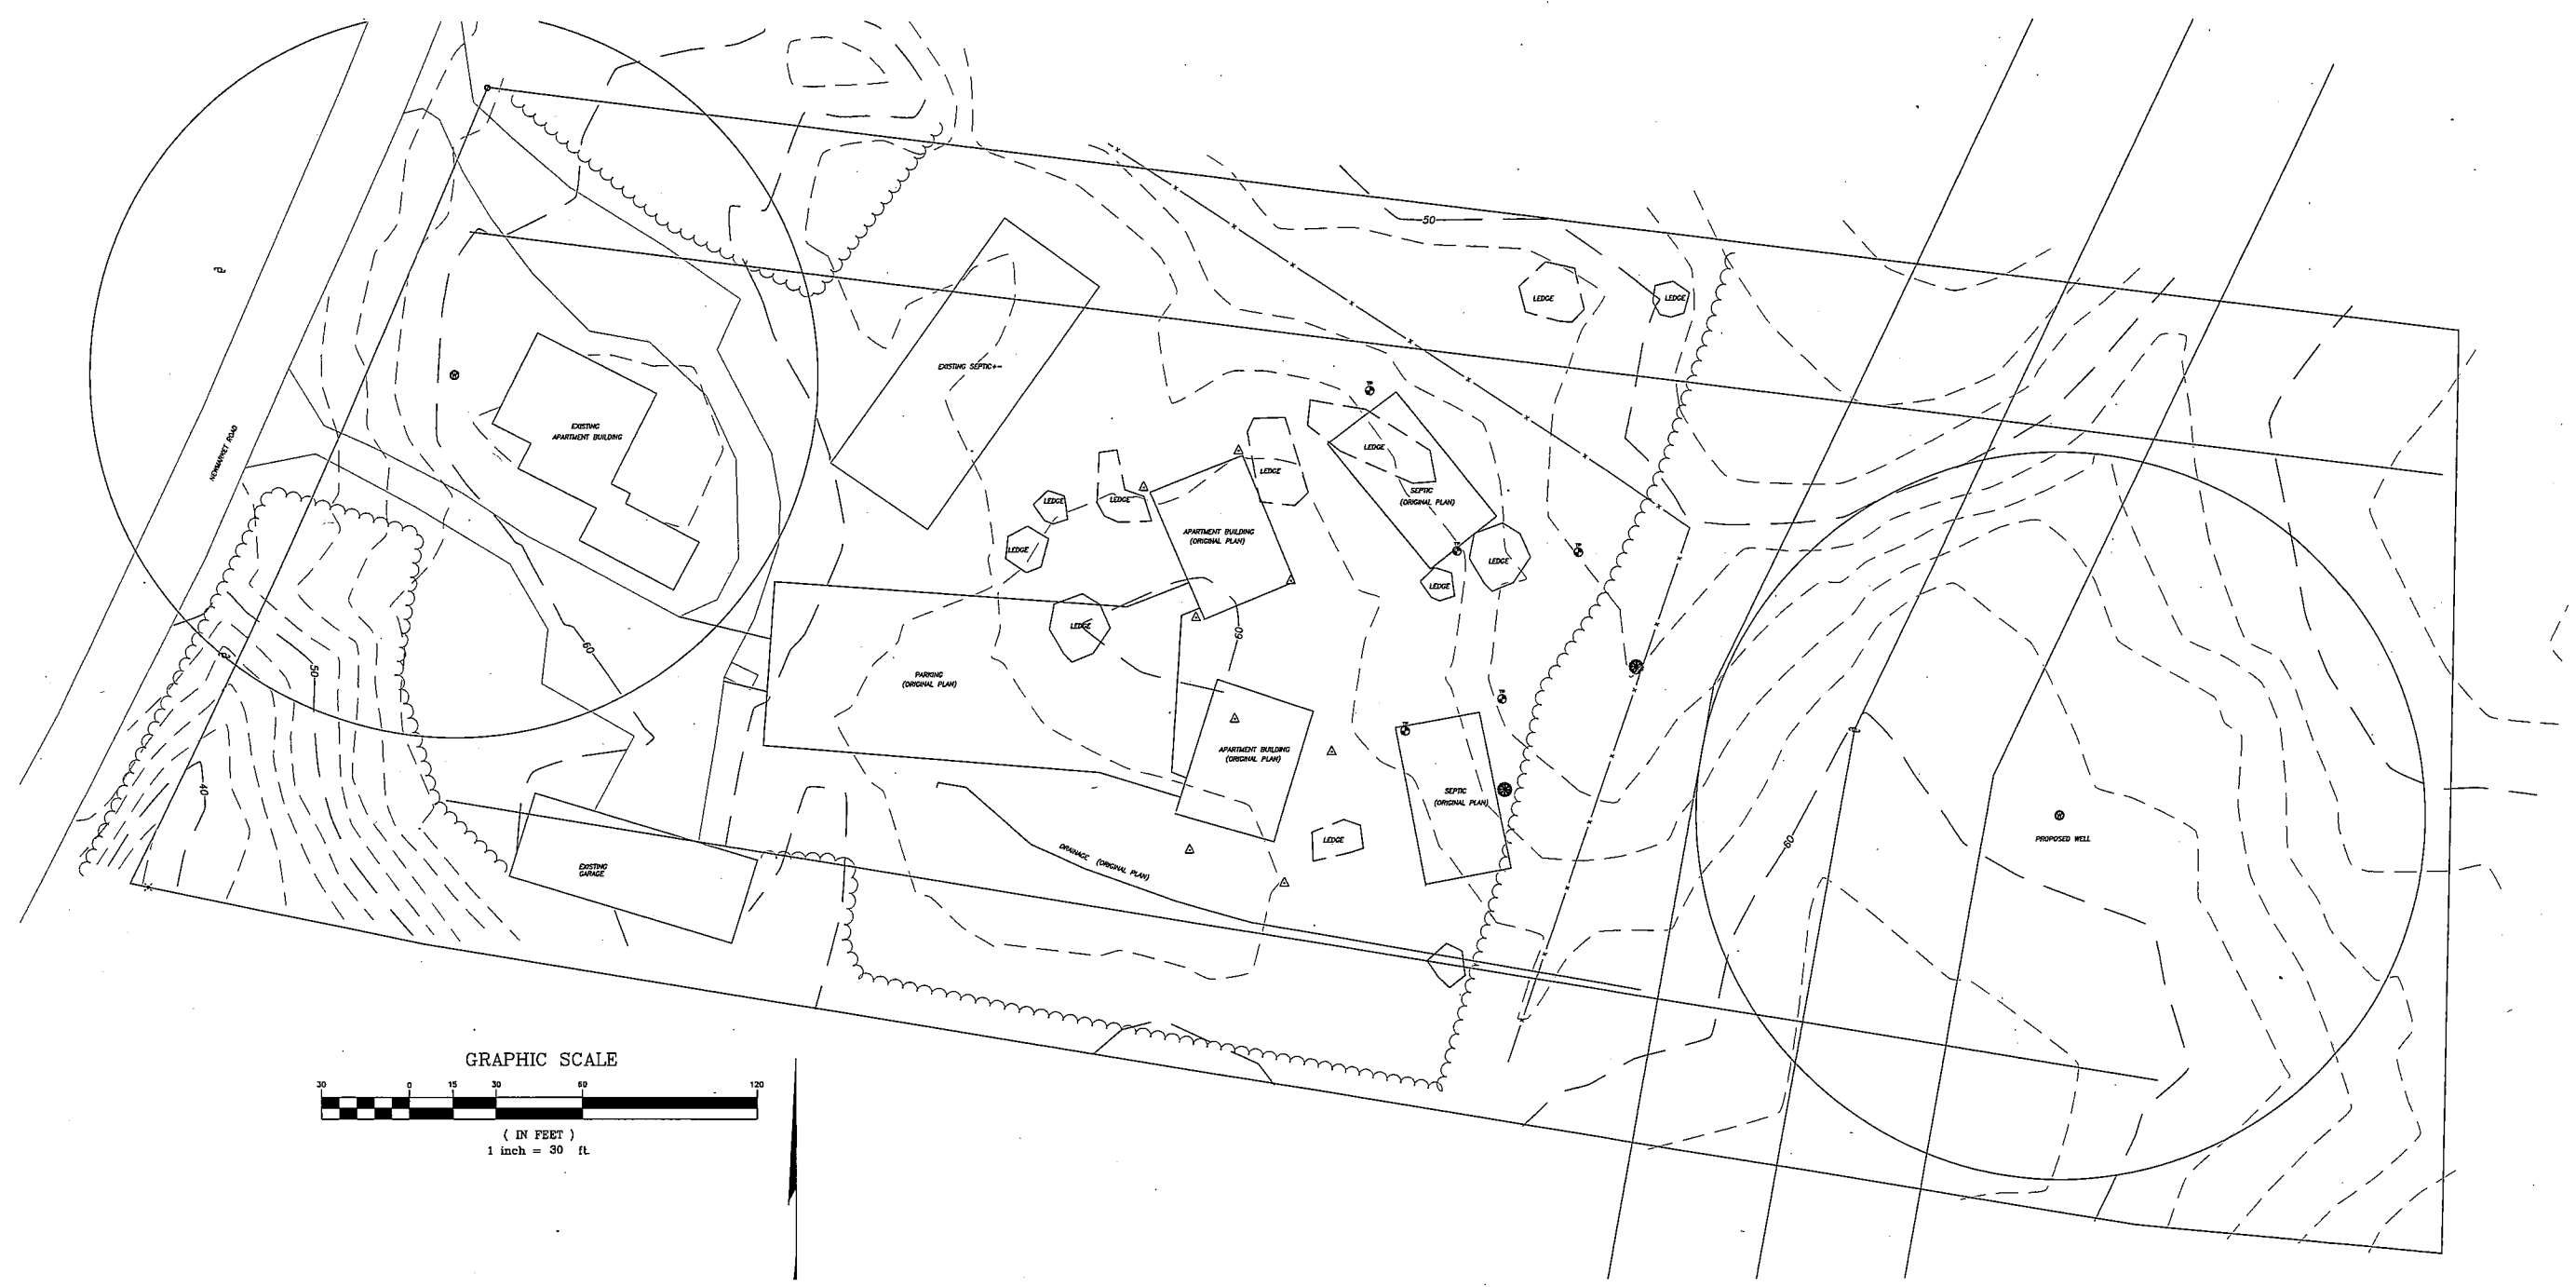 50
LEDGE
LEDGE
EXISTING SEPTIC+-
EXISTING
APARTMENT BUILDING
NEWMARKET ROAD
LEDGE
LEDGE
LEDGE
LEDGE
LEDGE
SEPTIC
(ORIGINAL PLAN)
APARTMENT BUILDING
(ORIGINAL PLAN)
LEDGE
LEDGE
LEDGE
LEDGE
60
60
50
PARKING
(ORIGINAL PLAN)
APARTMENT BUILDING
(ORIGINAL PLAN)
40
SEPTIC
(ORIGINAL PLAN)
LEDGE
60
PROPOSED WELL
DRAINAGE (ORIGINAL PLAN)
EXISTING
GARAGE
GRAPHIC SCALE
30 0 15 30 60 120
( IN FEET )
1 inch = 30 ft.